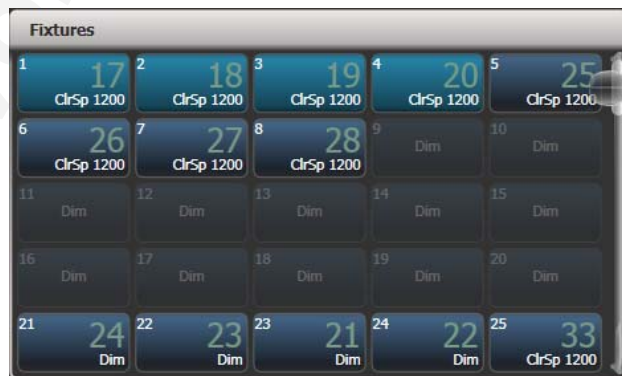 Fixtures
1 17 2 18 3 19 4 20 5 25
ClrSp 1200 ClrSp 1200 ClrSp 1200 ClrSp 1200 ClrSp 1200
6 26 7 27 8 28 9 10
ClrSp 1200 ClrSp 1200 ClrSp 1200 Dim Dim
11 12 13 14 15
Dim Dim Dim Dim Dim
16 17 18 19 20
Dim Dim Dim Dim Dim
21 24 22 23 23 21 24 22 25 33
Dim Dim Dim Dim ClrSp 1200